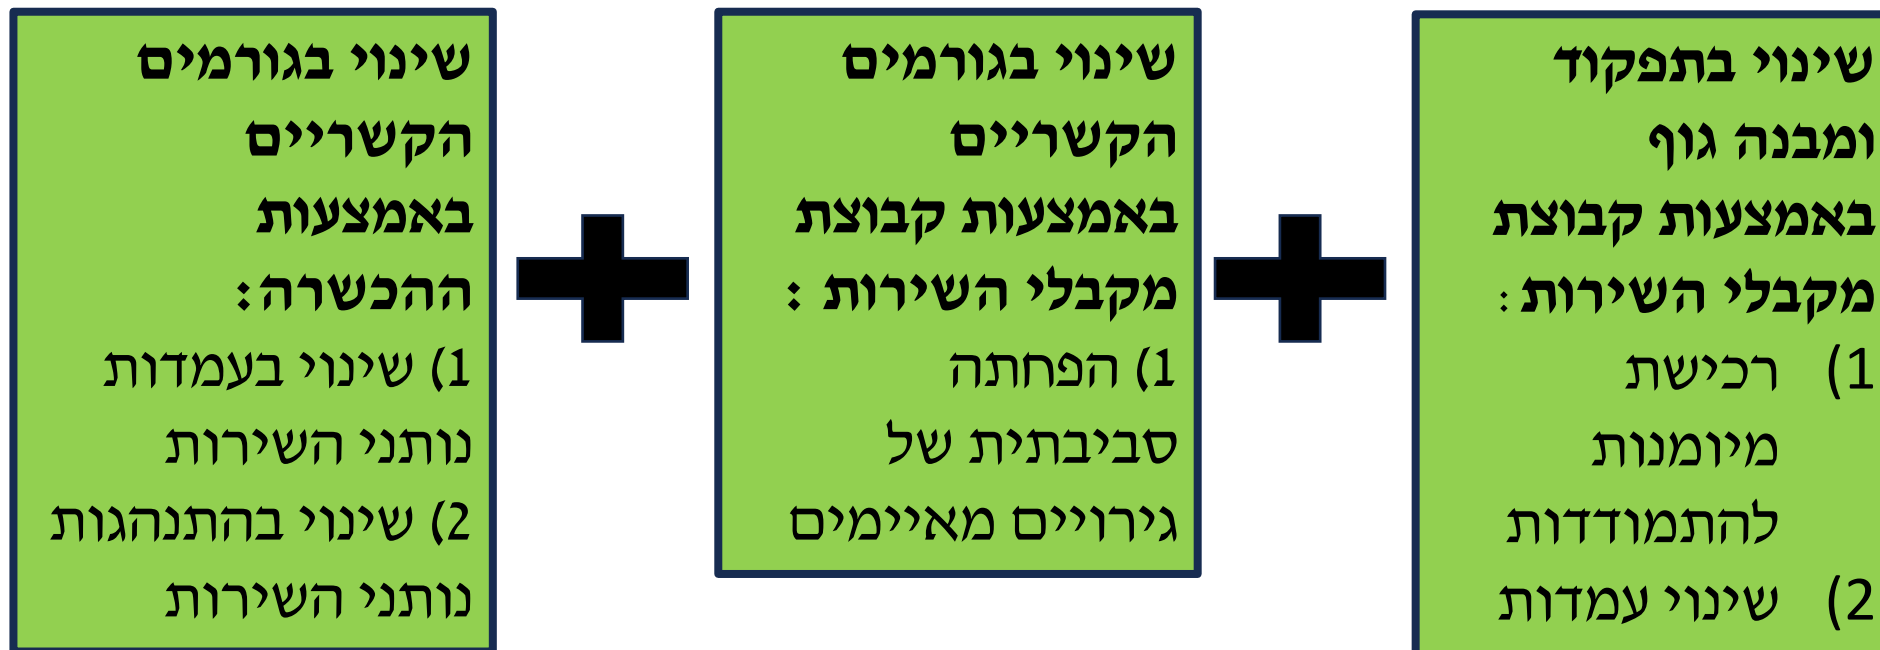 שינוי בתפקוד
ומבנה גוף
באמצעות קבוצת
מקבלי השירות :
1) רכישת
מיומנות
להתמודדות
2) שינוי עמדות
שינוי בגורמים
הקשריים
באמצעות קבוצת
מקבלי השירות :
1) הפחתה
סביבתית של
גירויים מאיימים
שינוי בגורמים
הקשריים
באמצעות
ההכשרה:
1) שינוי בעמדות
נותני השירות
2) שינוי בהתנהגות
נותני השירות